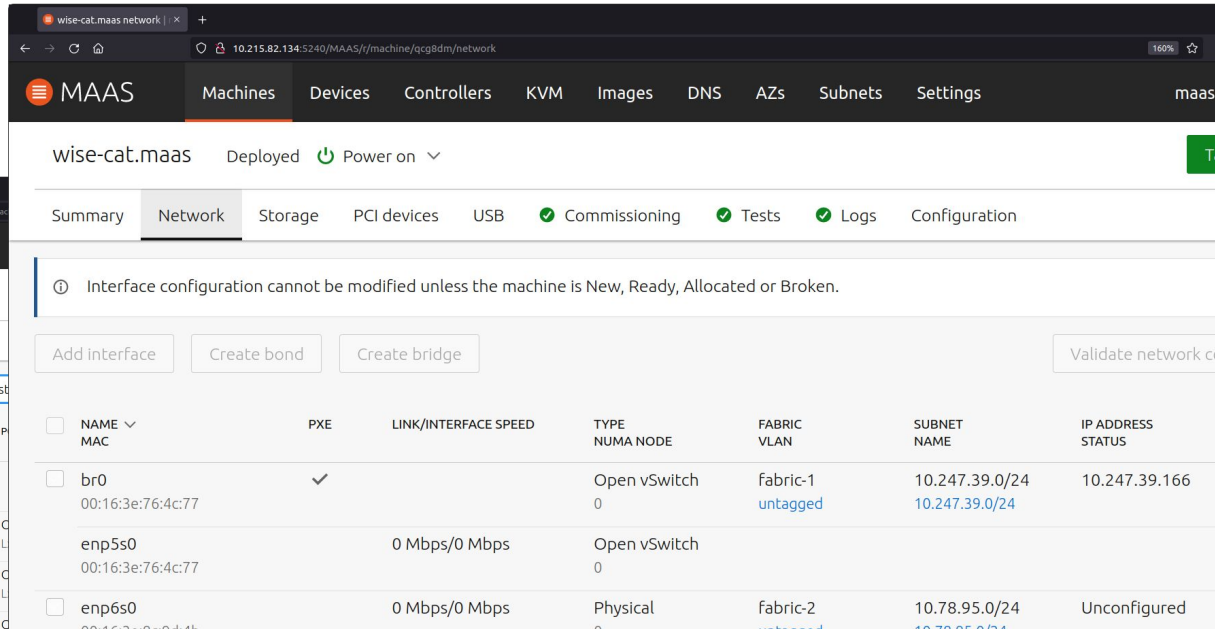 wise-cat.maas network |
10.215.82.134:5240/MAAS/r/machine/qcg8dm/network 160%
MAAS Machines Devices Controllers KVM Images DNS AZs Subnets Settings maas
wise-cat.maas Deployed Power on
Summary Network Storage PCI devices USB Commissioning Tests Logs Configuration
Interface configuration cannot be modified unless the machine is New, Ready, Allocated or Broken.
Add interface Create bond Create bridge Validate network
NAME PXE LINK/INTERFACE SPEED TYPE FABRIC SUBNET IP ADDRESS
MAC NUMA NODE VLAN NAME STATUS
br0 Open vSwitch fabric-1 10.247.39.0/24 10.247.39.166
00:16:3e:76:4c:77 0 untagged 10.247.39.0/24
enp5s0 0 Mbps/0 Mbps Open vSwitch
00:16:3e:76:4c:77 0
enp6s0 0 Mbps/0 Mbps Physical fabric-2 10.78.95.0/24 Unconfigured